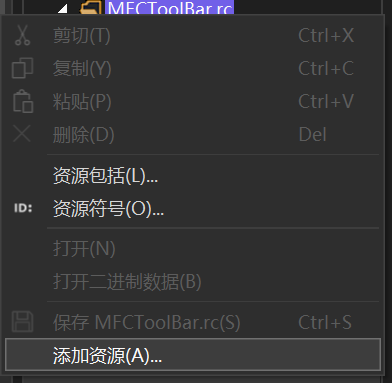 MFCToolBar.rc
剪切(T) Ctrl+X
复制(Y) Ctrl+C
粘贴(P) Ctrl+V
删除(D) Del
资源包括(L)...
ID: 资源符号(O)...
打开(N)
打开二进制数据(B)
保存 MFCToolBar.rc(S) Ctrl+S
添加资源(A)...